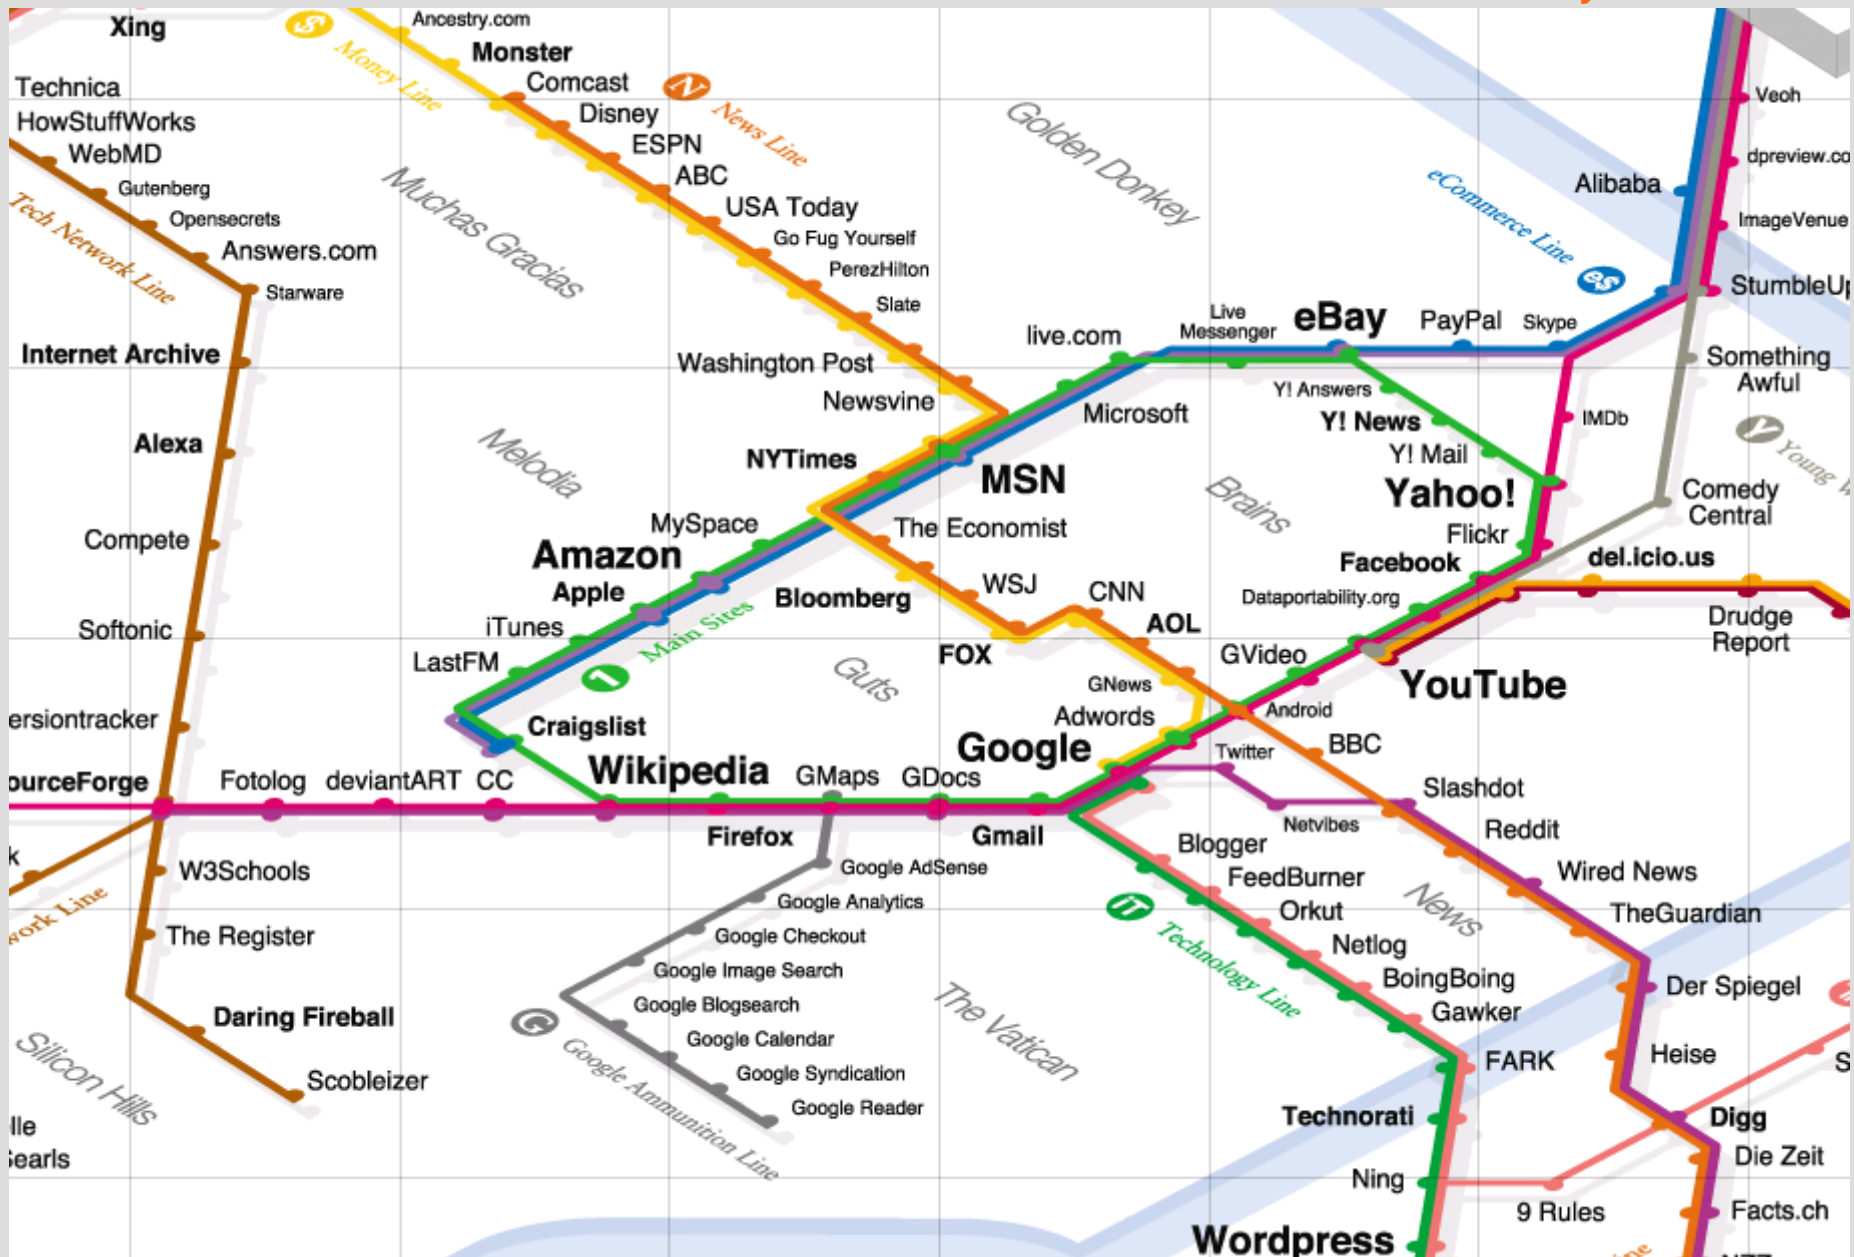 Xing
Ancestry.com
Monster
Comcast
Disney
ESPN
ABC
USA Today
Go Fug Yourself
PerezHilton
Slate
Washington Post
Newsvine
NYTimes
$
Money Line
N
News Line
Technica
HowStuffWorks
WebMD
Gutenberg
Opensecrets
Answers.com
Starware
Tech Network Line
Muchas Gracias
Golden Donkey
Veoh
Alibaba
ImageVenue
eCommerce Line
e$
live.com
Live
Messenger
eBay
PayPal
Skype
Something
Awful
Internet Archive
Alexa
Compete
Softonic
Melodia
Microsoft
Y! Answers
Y! News
Y! Mail
Yahoo!
Flickr
Facebook
Dataportability.org
IMDb
y
Young
Comedy
Central
del.icio.us
Drudge
Report
MSN
Brains
MySpace
Amazon
Apple
iTunes
LastFM
1
Main Sites
The Economist
Bloomberg
WSJ
CNN
AOL
FOX
Guts
GVideo
GNews
Adwords
Google
YouTube
Android
Twitter
BBC
Craigslist
Wikipedia
GMaps
GDocs
Firefox
Gmail
ersiontracker
ourceForge
Fotolog
deviantART
CC
Slashdot
Netvibes
Reddit
Wired News
TheGuardian
k
W3Schools
work Line
The Register
Daring Fireball
Scobleizer
Silicon Hills
Google AdSense
Google Analytics
Google Checkout
Google Image Search
Google Blogsearch
Google Calendar
Google Syndication
Google Reader
G
Google Ammunition Line
The Vatican
Blogger
FeedBurner
Orkut
Netlog
BoingBoing
Gawker
FARK
iT
Technology Line
News
Der Spiegel
Heise
Digg
Die Zeit
Facts.ch
Technorati
Ning
9 Rules
Wordpress